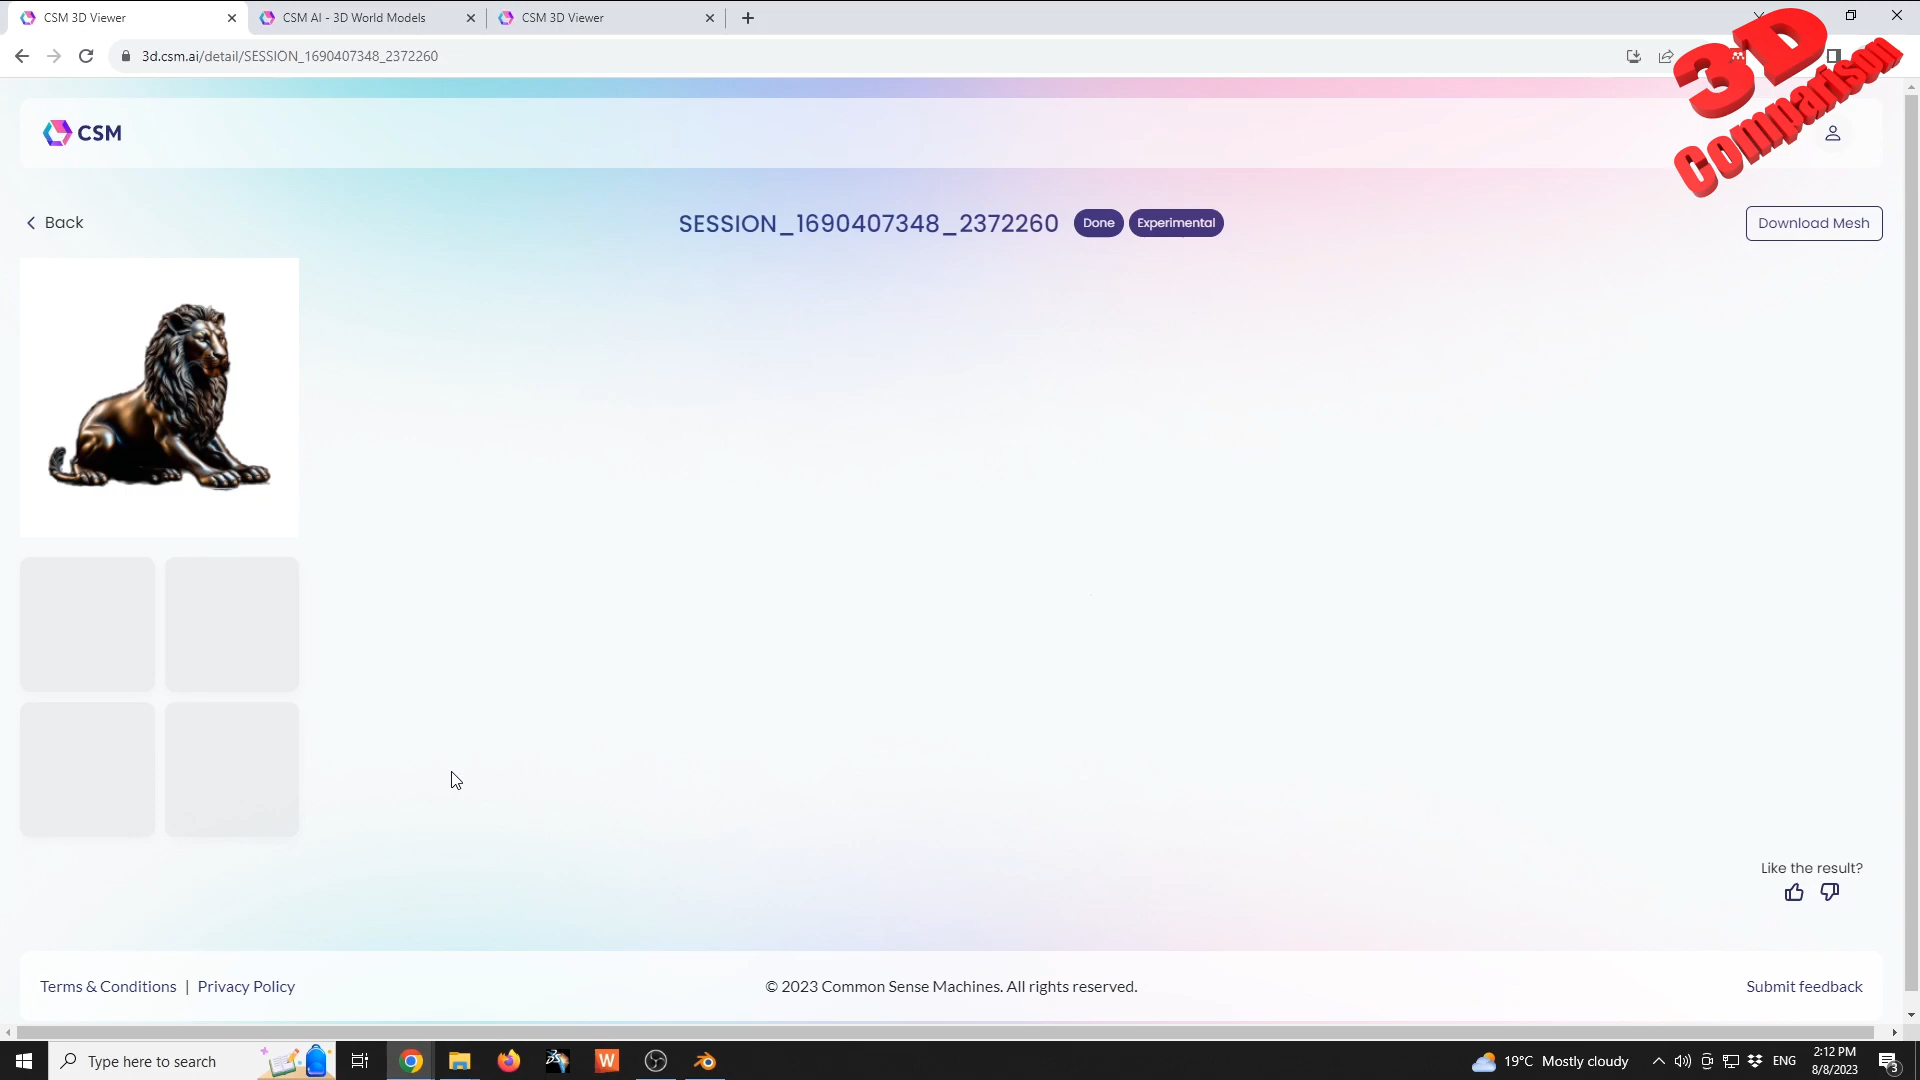 CSM 3D Viewer
CSM AI - 3D World Models
CSM 3D Viewer
3d.csm.ai/detail/SESSION_1690407348_2372260
3D
Comparison
CSM
Back
SESSION_1690407348_2372260
Done
Experimental
Download Mesh
Like the result?
Terms & Conditions | Privacy Policy
© 2023 Common Sense Machines. All rights reserved.
Submit feedback
Type here to search
W
19°C Mostly cloudy
ENG
2:12 PM
8/8/2023
3